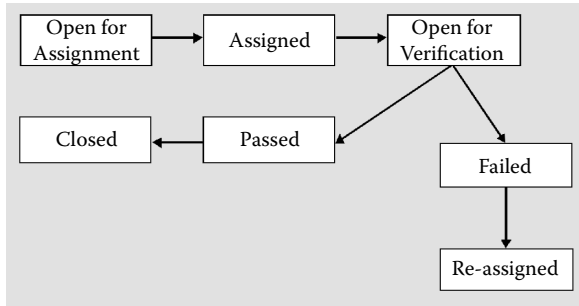 Open for
Assignment
Assigned
Open for
Verification
Closed
Passed
Failed
Re-assigned